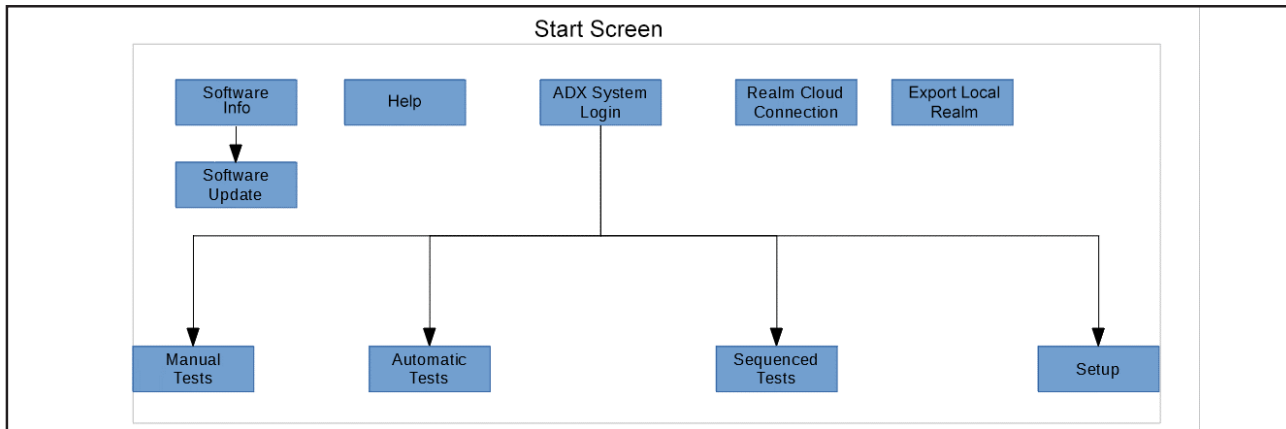 Start Screen
Software
Info
Help
ADX System
Login
Realm Cloud
Connection
Export Local
Realm
Software
Update
Manual
Tests
Automatic
Tests
Sequenced
Tests
Setup